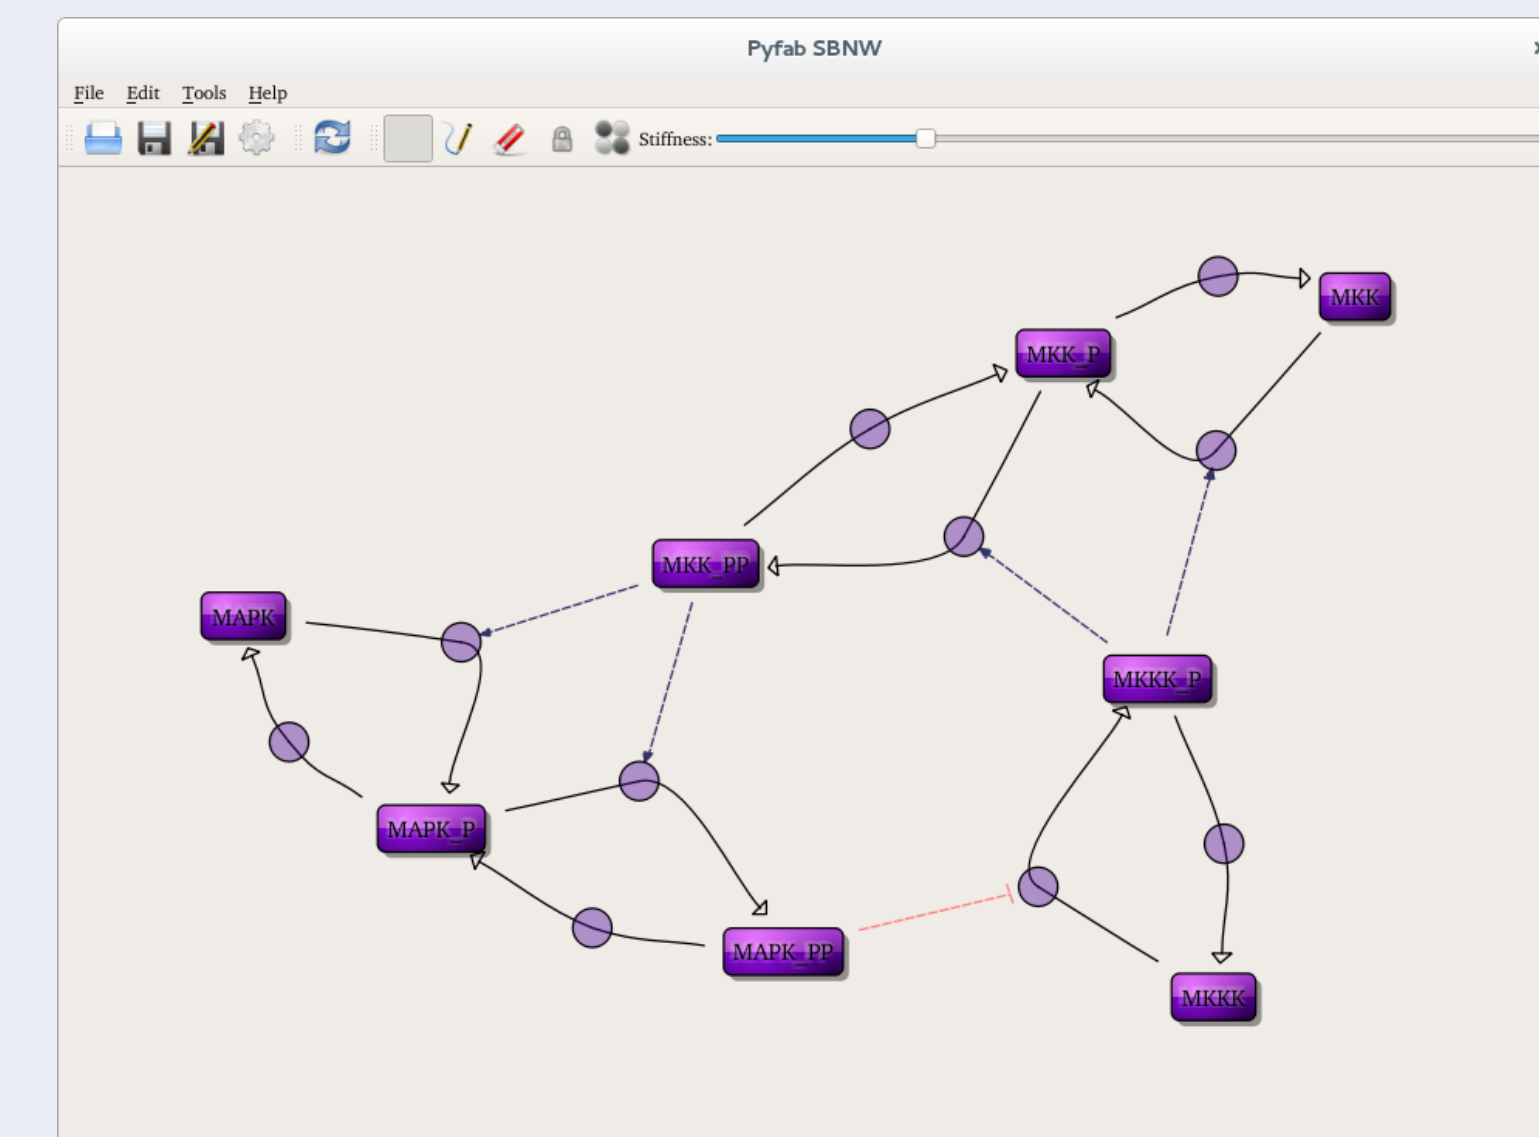 Pyfab SBNW
File Edit Tools Help
Stiffness:
MKK
MKK_P
MKK_PP
MAPK
MKKK_P
MAPK_P
MAPK_PP
MKKK